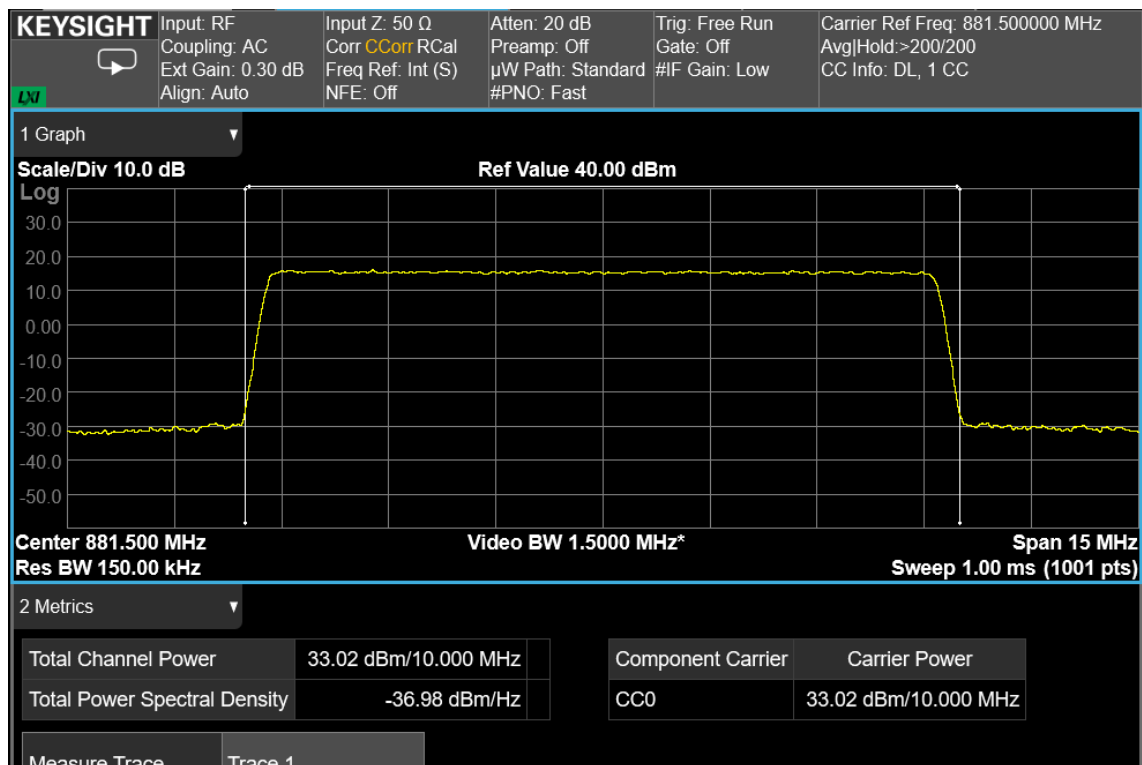 KEYSIGHT
LXI
Input: RF
Coupling: AC
Ext Gain: 0.30 dB
Align: Auto
Input Z: 50 Ω
Corr CCorr RCal
Freq Ref: Int (S)
NFE: Off
Atten: 20 dB
Preamp: Off
µW Path: Standard
#PNO: Fast
Trig: Free Run
Gate: Off
#IF Gain: Low
Carrier Ref Freq: 881.500000 MHz
Avg|Hold:>200/200
CC Info: DL, 1 CC
1 Graph
Scale/Div 10.0 dB
Ref Value 40.00 dBm
Log
30.0
20.0
10.0
0.00
-10.0
-20.0
-30.0
-40.0
-50.0
Center 881.500 MHz
Video BW 1.5000 MHz*
Span 15 MHz
Res BW 150.00 kHz
Sweep 1.00 ms (1001 pts)
2 Metrics
Total Channel Power 33.02 dBm/10.000 MHz
Total Power Spectral Density -36.98 dBm/Hz
Component Carrier Carrier Power
CC0 33.02 dBm/10.000 MHz
Measure Trace Trace 1